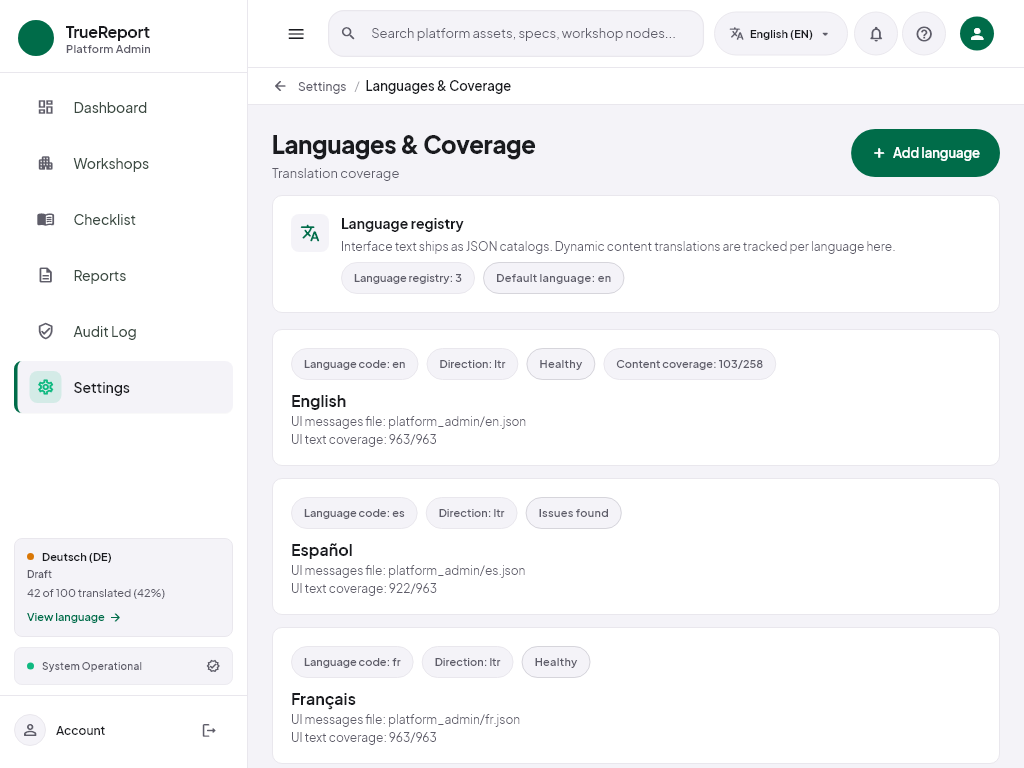 TrueReport
Platform Admin
Dashboard
Workshops
Checklist
Reports
Audit Log
Settings
Deutsch (DE)
Draft
42 of 100 translated (42%)
View language
System Operational
Account
Search platform assets, specs, workshop nodes...
English (EN)
Settings / Languages & Coverage
Languages & Coverage
Translation coverage
+ Add language
Language registry
Interface text ships as JSON catalogs. Dynamic content translations are tracked per language here.
Language registry: 3 Default language: en
Language code: en Direction: ltr Healthy Content coverage: 103/258
English
UI messages file: platform_admin/en.json
UI text coverage: 963/963
Language code: es Direction: ltr Issues found
Español
UI messages file: platform_admin/es.json
UI text coverage: 922/963
Language code: fr Direction: ltr Healthy
Français
UI messages file: platform_admin/fr.json
UI text coverage: 963/963